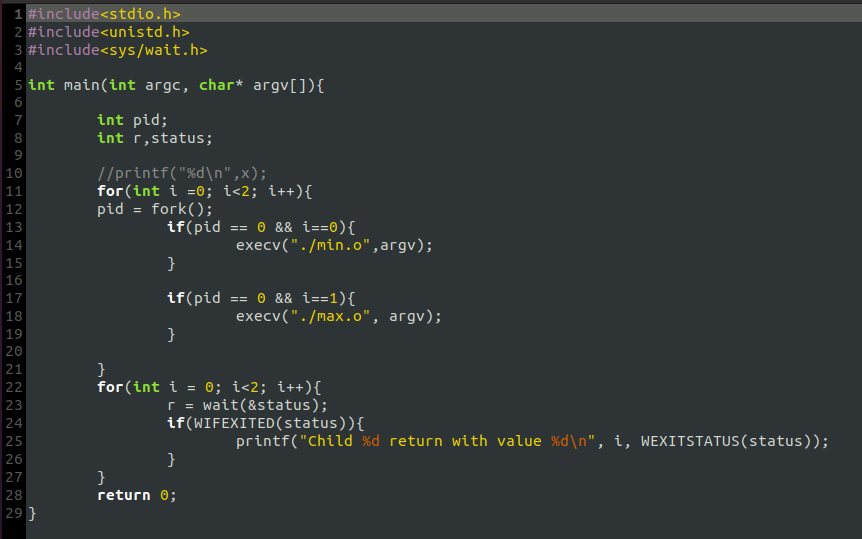 1 #include<stdio.h>
2 #include<unistd.h>
3 #include<sys/wait.h>
4
5 int main(int argc, char* argv[]){
6
7         int pid;
8         int r,status;
9
10         //printf("%d\n",x);
11         for(int i =0; i<2; i++){
12         pid = fork();
13                 if(pid == 0 && i==0){
14                         execv("./min.o",argv);
15                 }
16
17                 if(pid == 0 && i==1){
18                         execv("./max.o", argv);
19                 }
20
21         }
22         for(int i = 0; i<2; i++){
23                 r = wait(&status);
24                 if(WIFEXITED(status)){
25                         printf("Child %d return with value %d\n", i, WEXITSTATUS(status));
26                 }
27         }
28         return 0;
29 }